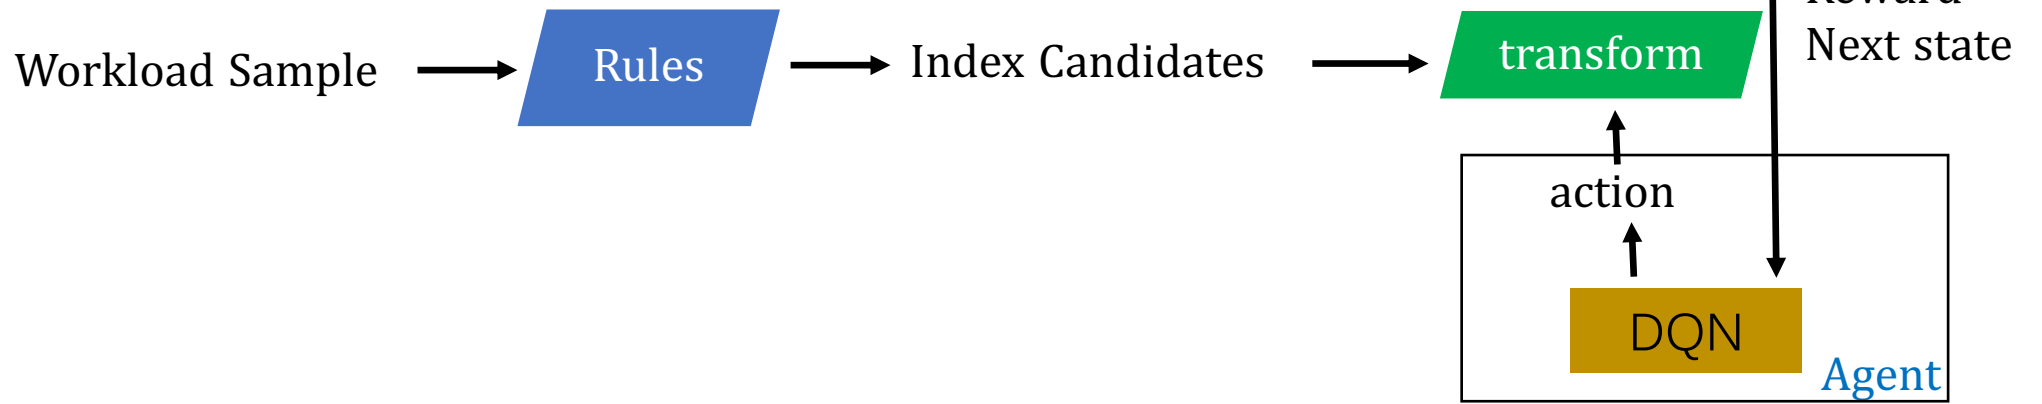 Workload Sample
Rules
Index Candidates
transform
Next state
action
DQN
Agent